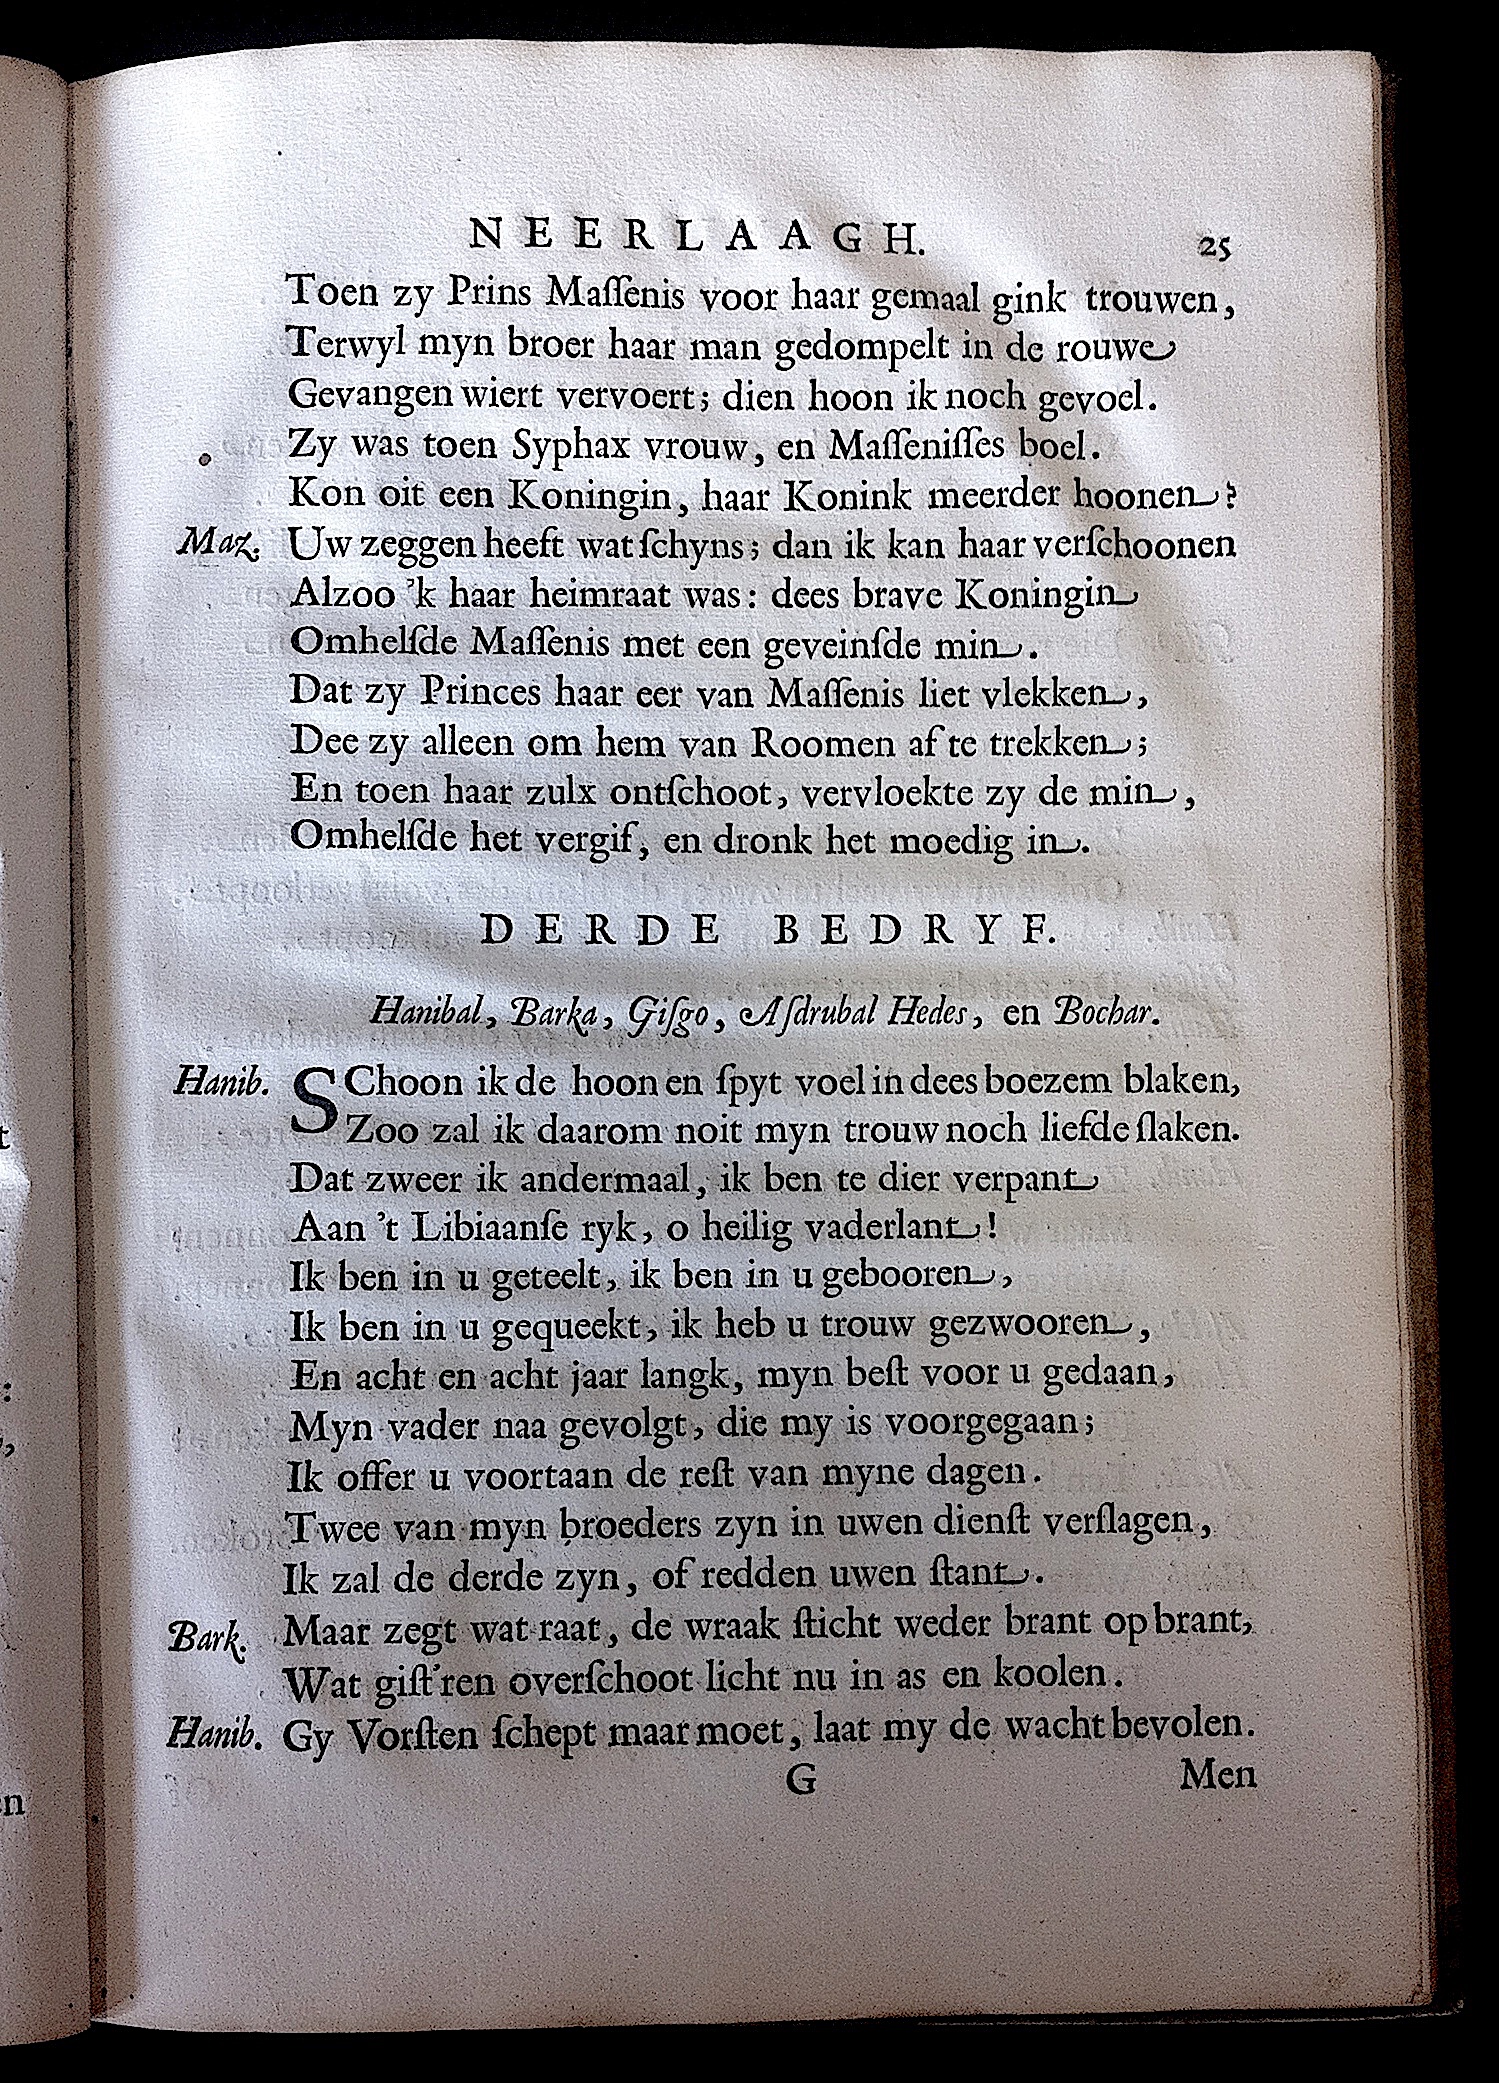 NEERLAAGH. 25
Toen zy Prins Maſſenis voor haar gemaal gink trouwen,
Terwyl myn broer haar man gedompelt in de rouwe
Gevangen wiert vervoert; dien hoon ik noch gevoel.
Zy was toen Syphax vrouw, en Maſſeniſſes boel.
Kon oit een Koningin, haar Konink meerder hoonen?
Maz. Uw zeggen heeft wat ſchyns; dan ik kan haar verſchoonen
Alzoo 'k haar heimraat was: dees brave Koningin
Omhelſde Maſſenis met een geveinſde min.
Dat zy Princes haar eer van Maſſenis liet vlekken,
Dee zy alleen om hem van Roomen af te trekken;
En toen haar zulx ontſchoot, vervloekte zy de min,
Omhelſde het vergif, en dronk het moedig in.
DERDE BEDRYF.
Hanibal, Barka, Giſgo, Aſdrubal Hedes, en Bochar.
Hanib. SChoon ik de hoon en ſpyt voel in dees boezem blaken,
Zoo zal ik daarom noit myn trouw noch liefde ſlaken.
Dat zweer ik andermaal, ik ben te dier verpant
Aan 't Libiaanſe ryk, o heilig vaderlant!
Ik ben in u geteelt, ik ben in u gebooren,
Ik ben in u gequeekt, ik heb u trouw gezwooren,
En acht en acht jaar langk, myn beſt voor u gedaan,
Myn vader naa gevolgt, die my is voorgegaan;
Ik offer u voortaan de reſt van myne dagen.
Twee van myn broeders zyn in uwen dienſt verſlagen,
Ik zal de derde zyn, of redden uwen ſtant.
Bark. Maar zegt wat raat, de wraak ſticht weder brant op brant,
Wat giſt'ren overſchoot licht nu in as en koolen.
Hanib. Gy Vorſten ſchept maar moet, laat my de wacht bevolen.
G Men